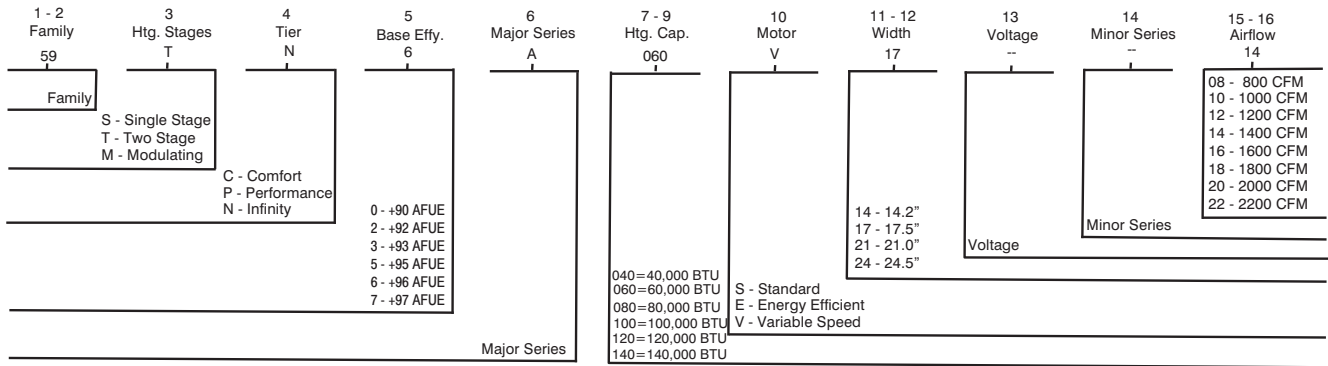 1 - 2
Family
59
3
Htg. Stages
T
4
Tier
N
5
Base Effy.
6
6
Major Series
A
7 - 9
Htg. Cap.
060
10
Motor
V
11 - 12
Width
17
13
Voltage
--
14
Minor Series
--
15 - 16
Airflow
14
Family
S - Single Stage
T - Two Stage
M - Modulating
C - Comfort
P - Performance
N - Infinity
0 - +90 AFUE
2 - +92 AFUE
3 - +93 AFUE
5 - +95 AFUE
6 - +96 AFUE
7 - +97 AFUE
Major Series
040=40,000 BTU
060=60,000 BTU
080=80,000 BTU
100=100,000 BTU
120=120,000 BTU
140=140,000 BTU
S - Standard
E - Energy Efficient
V - Variable Speed
14 - 14.2”
17 - 17.5”
21 - 21.0”
24 - 24.5”
Voltage
Minor Series
08 - 800 CFM
10 - 1000 CFM
12 - 1200 CFM
14 - 1400 CFM
16 - 1600 CFM
18 - 1800 CFM
20 - 2000 CFM
22 - 2200 CFM